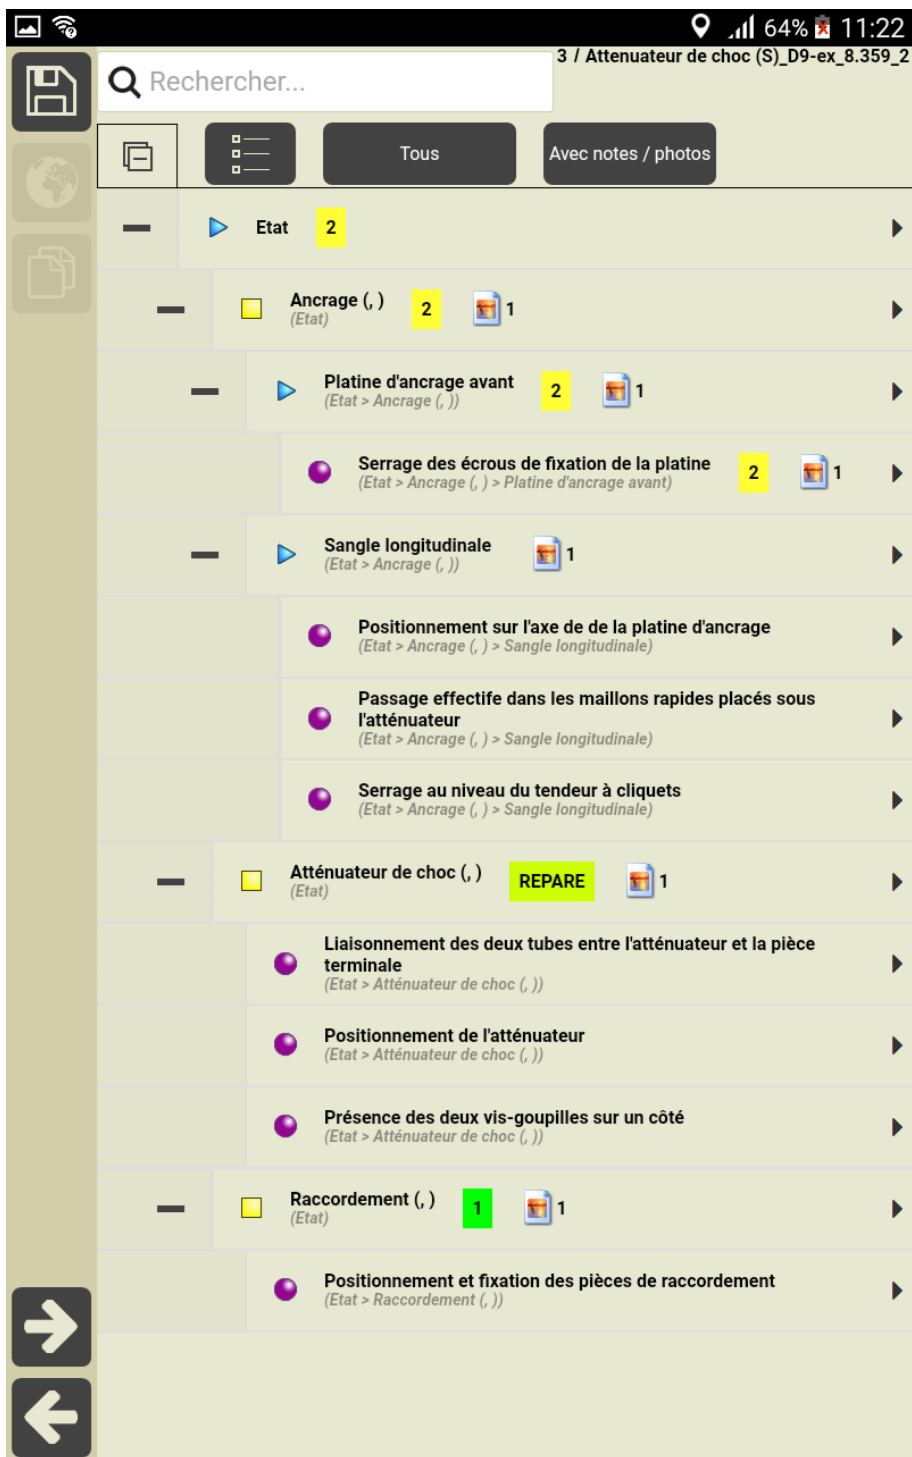 64% 11:22
3 / Attenuateur de choc (S)_D9-ex_8.359_2
Rechercher...
Tous
Avec notes / photos
Etat 2
Ancrage (, ) 2 1
(Etat)
Platine d'ancrage avant 2 1
(Etat > Ancrage (, ))
Serrage des écrous de fixation de la platine 2 1
(Etat > Ancrage (, ) > Platine d'ancrage avant)
Sangle longitudinale 1
(Etat > Ancrage (, ))
Positionnement sur l'axe de de la platine d'ancrage
(Etat > Ancrage (, ) > Sangle longitudinale)
Passage effectife dans les maillons rapides placés sous
l'atténuateur
(Etat > Ancrage (, ) > Sangle longitudinale)
Serrage au niveau du tendeur à cliquets
(Etat > Ancrage (, ) > Sangle longitudinale)
Atténuateur de choc (, ) REPARE 1
(Etat)
Liaisonnement des deux tubes entre l'atténuateur et la pièce
terminale
(Etat > Atténuateur de choc (, ))
Positionnement de l'atténuateur
(Etat > Atténuateur de choc (, ))
Présence des deux vis-goupilles sur un côté
(Etat > Atténuateur de choc (, ))
Raccordement (, ) 1 1
(Etat)
Positionnement et fixation des pièces de raccordement
(Etat > Raccordement (, ))